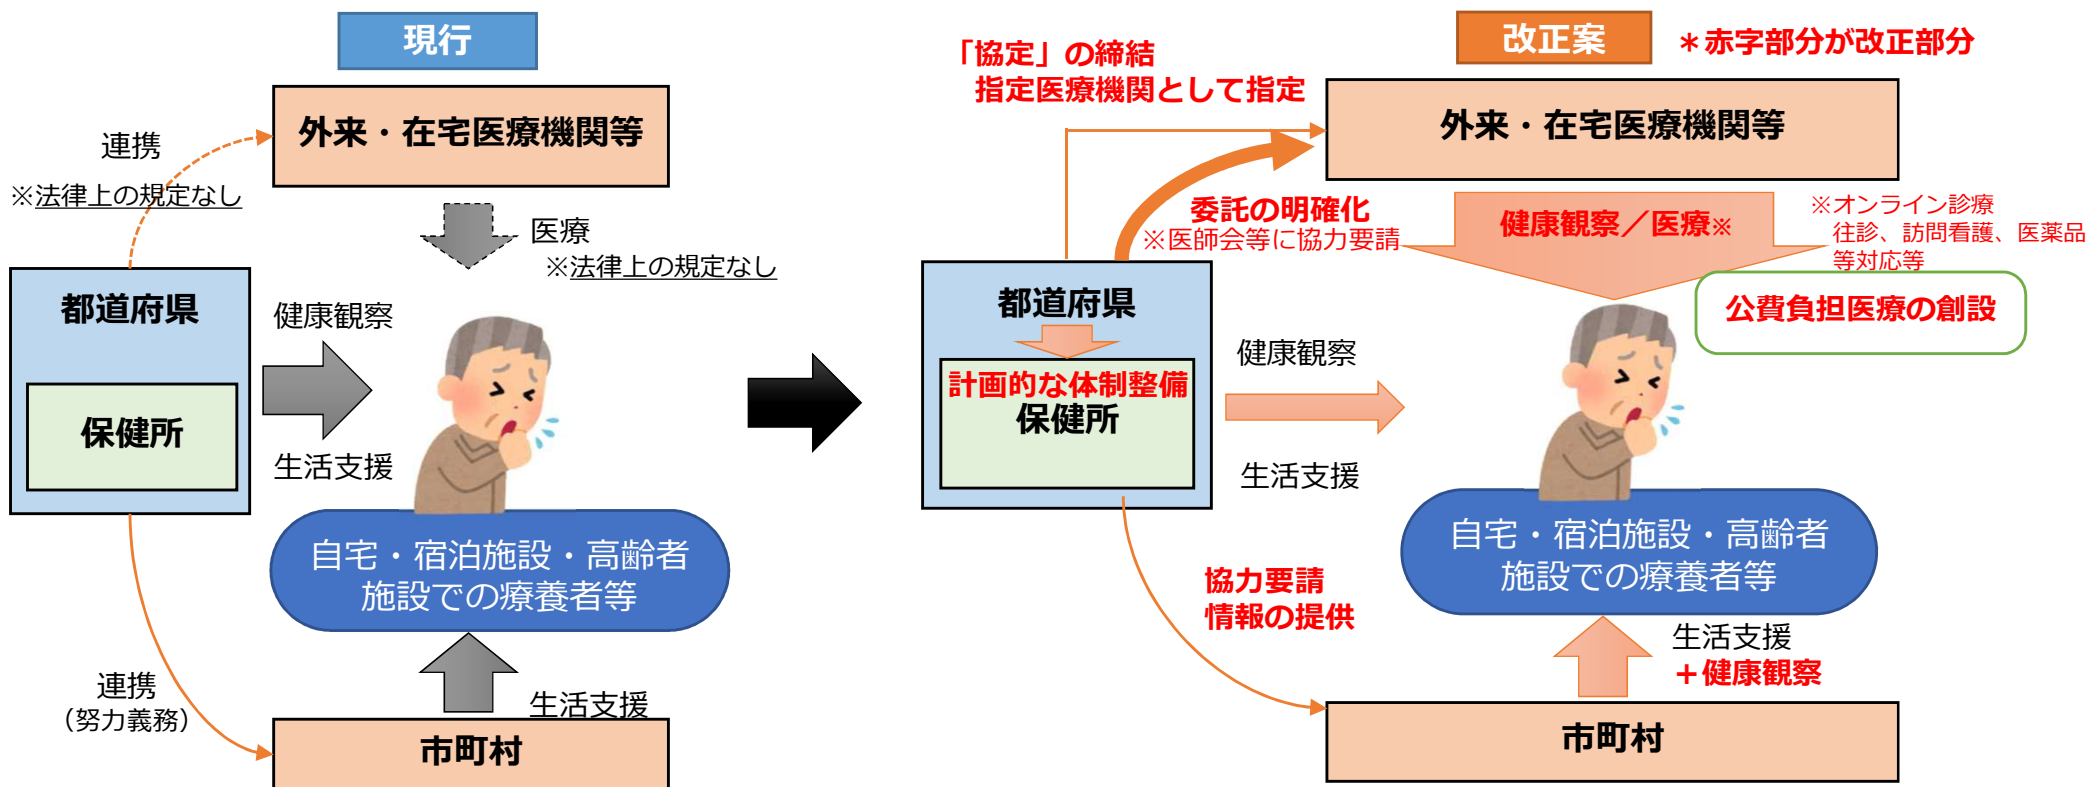 現行
外来・在宅医療機関等
連携
※法律上の規定なし
医療
※法律上の規定なし
都道府県
保健所
健康観察
生活支援
自宅・宿泊施設・高齢者
施設での療養者等
連携
（努力義務）
生活支援
市町村
改正案
＊赤字部分が改正部分
「協定」の締結
指定医療機関として指定
外来・在宅医療機関等
委託の明確化
※医師会等に協力要請
健康観察／医療※
※オンライン診療
往診、訪問看護、医薬品
等対応等
公費負担医療の創設
都道府県
計画的な体制整備
保健所
健康観察
生活支援
自宅・宿泊施設・高齢者
施設での療養者等
協力要請
情報の提供
生活支援
＋健康観察
市町村